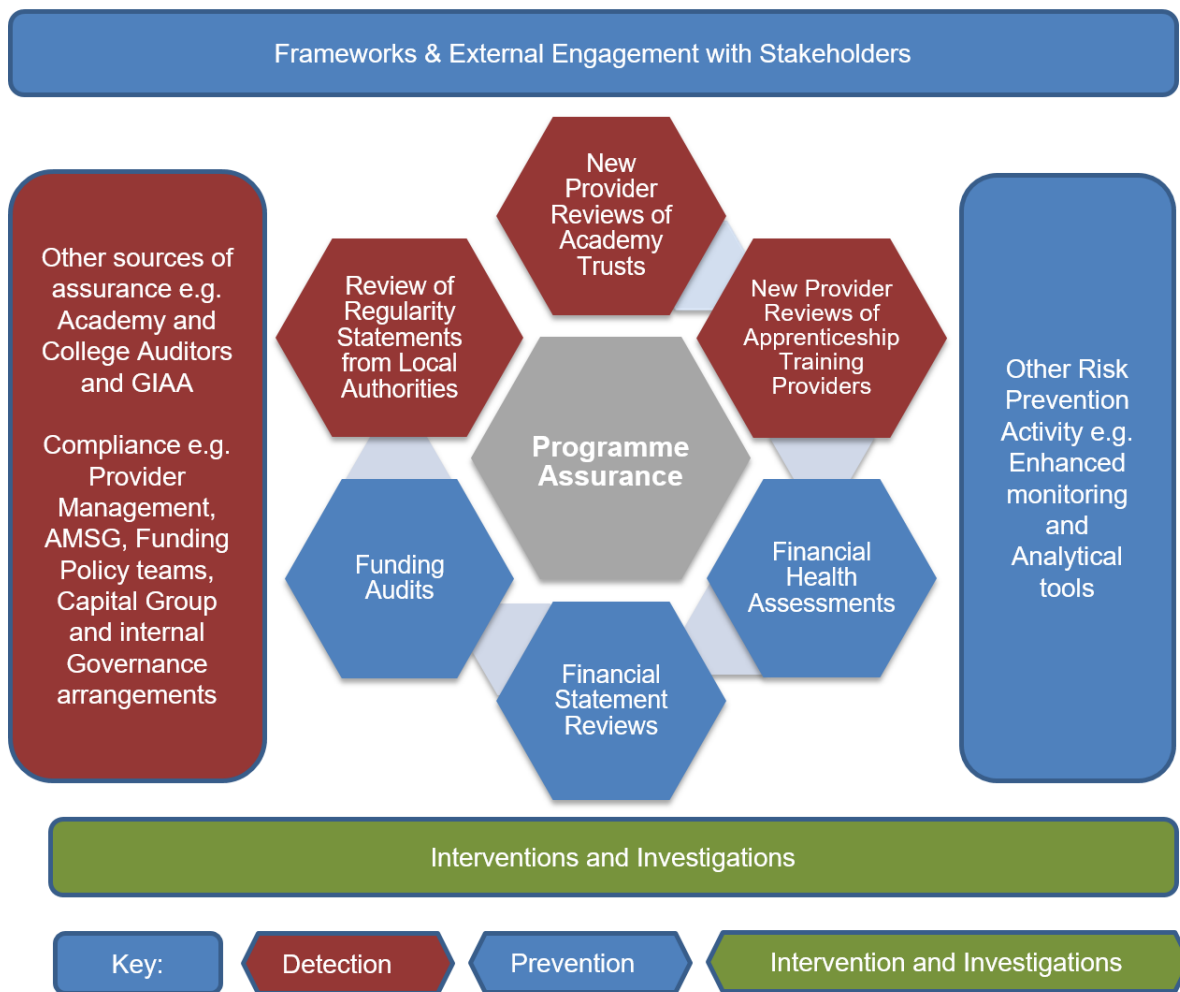 Frameworks & External Engagement with Stakeholders
New
Provider
Reviews of
Academy
Trusts
Other sources of
assurance e.g.
Academy and
College Auditors
and GIAA
Compliance e.g.
Provider
Management,
AMSG, Funding
Policy teams,
Capital Group
and internal
Governance
arrangements
Review of
Regularity
Statements
from Local
Authorities
New Provider
Reviews of
Apprenticeship
Training
Providers
Other Risk
Prevention
Activity e.g.
Enhanced
monitoring
and
Analytical
tools
Programme
Assurance
Funding
Audits
Financial
Health
Assessments
Financial
Statement
Reviews
Interventions and Investigations
Key:
Detection
Prevention
Intervention and Investigations